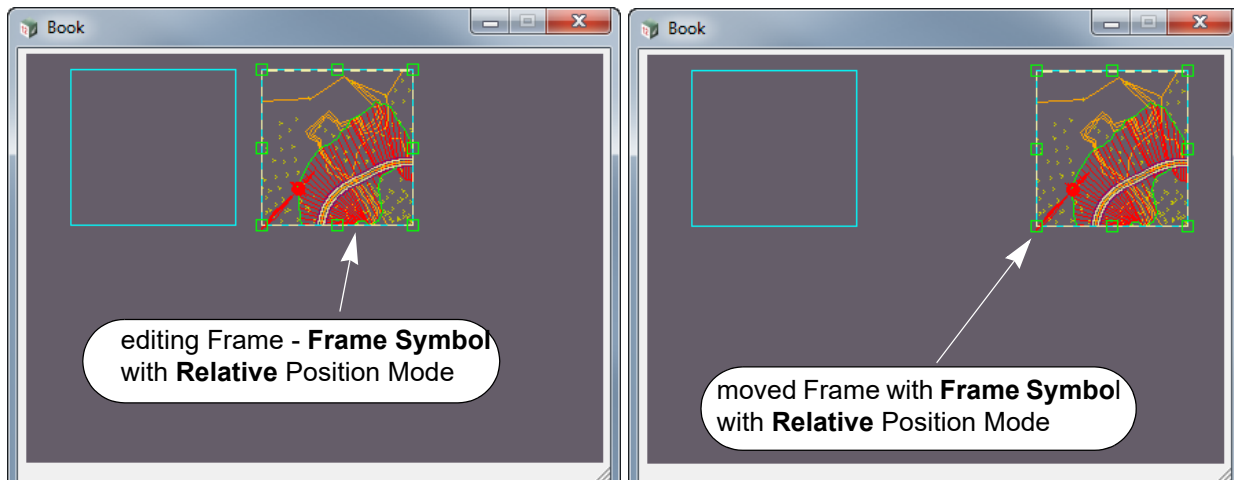 Book
editing Frame - Frame Symbol
with Relative Position Mode
Book
moved Frame with Frame Symbol
with Relative Position Mode